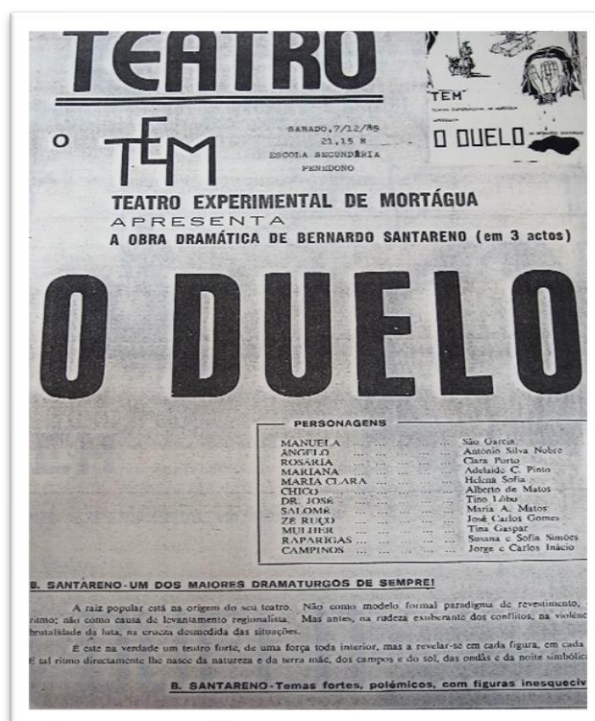 TEATRO
"TEM"
O DUELO
O TEM
SABADO, 7/12/85
21,15 H
ESCOLA SECUNDÁRIA
PENEDONO
TEATRO EXPERIMENTAL DE MORTÁGUA
APRESENTA
A OBRA DRAMÁTICA DE BERNARDO SANTARENO (em 3 actos)
O DUELO
PERSONAGENS
MANUELA ... ... ... ... São Garcia
ÂNGELO ... ... ... ... António Silva Nobre
ROSÁRIA ... ... ... ... Clara Porto
MARIANA ... ... ... ... Adelaide C. Pinto
MARIA CLARA ... ... ... Helena Sofia
CHICO ... ... ... ... Alberto de Matos
DR. JOSÉ ... ... ... ... Tino Lôbo
SALOMÉ ... ... ... ... Maria A. Matos
ZÉ RUÇO ... ... ... ... José Carlos Gomes
MULHER ... ... ... ... Tina Gaspar
RAPARIGAS ... ... ... ... Susana e Sofia Simões
CAMPINOS ... ... ... ... Jorge e Carlos Inácio
B. SANTARENO - UM DOS MAIORES DRAMATURGOS DE SEMPRE!
A raiz popular está na origem do seu teatro. Não como modelo formal paradigma de revestimento,
ritmo; não como causa de levantamento regionalista. Mas antes, na rudeza exuberante dos conflitos, na violênc
brutalidade da luta, na crueza desmedida das situações.
É este na verdade um teatro forte, de uma força toda interior, mas a revelar-se em cada figura, em cada
E tal ritmo directamente lhe nasce da natureza e da terra mãe, dos campos e do sol, das ondas e da noite simbólic
B. SANTARENO - Temas fortes, polémicos, com figuras inesquecív